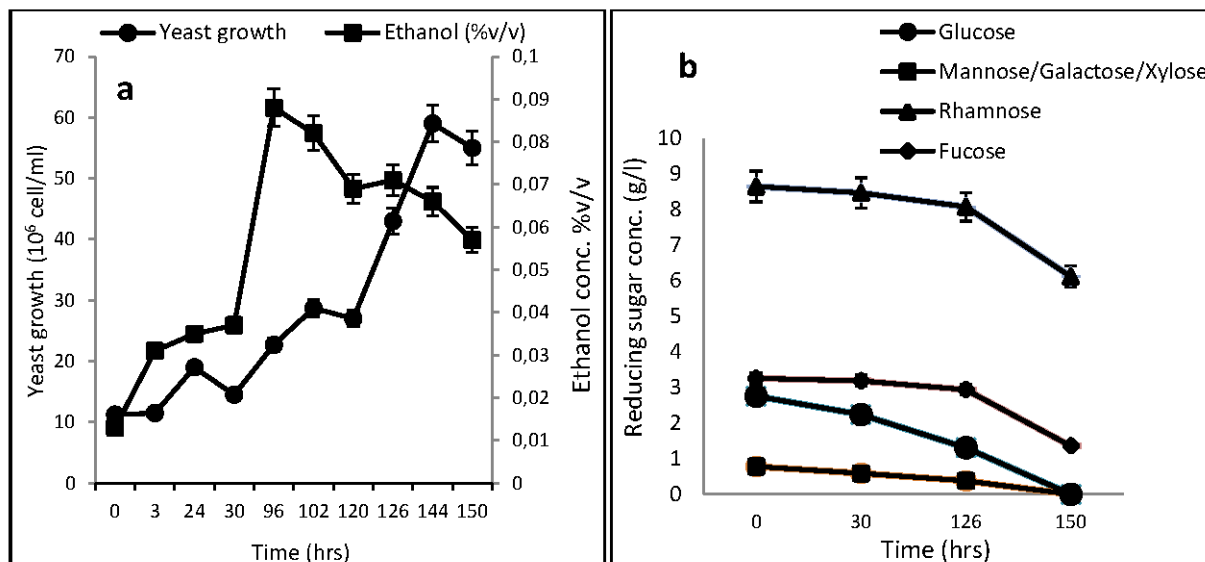 Yeast growth
Ethanol (%v/v)
a
70
60
50
40
30
20
10
0
Yeast growth (10⁶ cell/ml)
0,1
0,09
0,08
0,07
0,06
0,05
0,04
0,03
0,02
0,01
0
Ethanol conc. %v/v
0 3 24 30 96 102 120 126 144 150
Time (hrs)
b
Glucose
Mannose/Galactose/Xylose
Rhamnose
Fucose
10
9
8
7
6
5
4
3
2
1
0
Reducing sugar conc. (g/l)
0 30 126 150
Time (hrs)